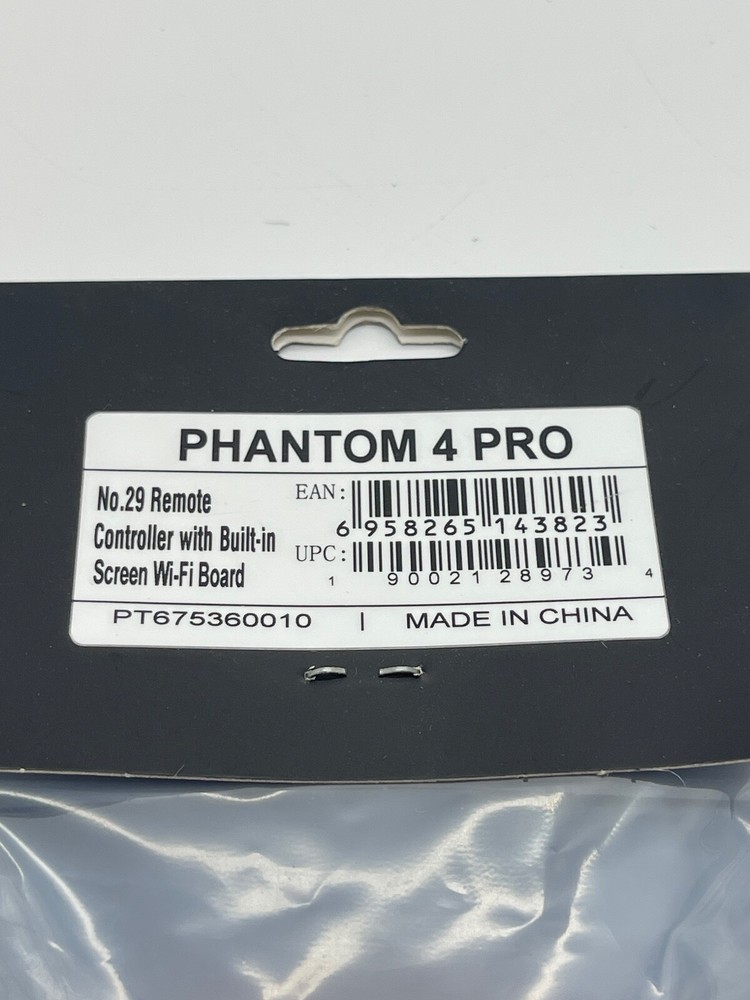 PHANTOM 4 PRO
No.29 Remote
Controller with Built-in
Screen Wi-Fi Board
EAN:
6 958265 143823
UPC:
1 90021 28973 4
PT675360010 | MADE IN CHINA